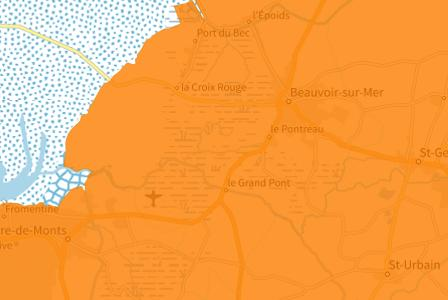 l'Époids
Port du Bec
la Croix Rouge
Beauvoir-sur-Mer
le Pontreau
St-Ge
le Grand Pont
Fromentine
re-de-Monts
ive
St-Urbain